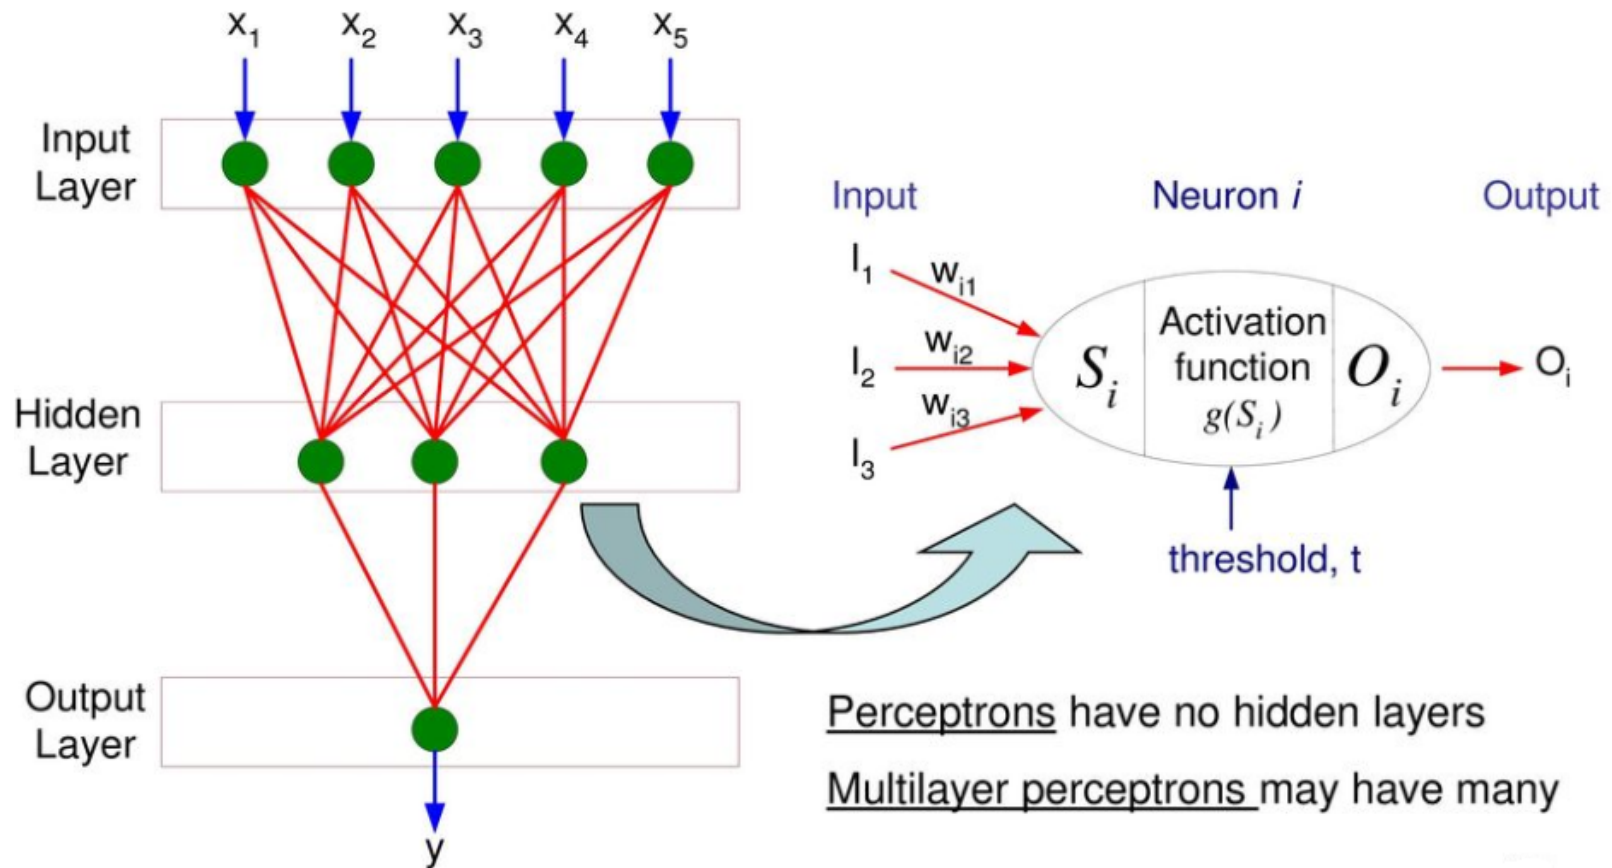 x1 x2 x3 x4 x5
Input
Layer
Hidden
Layer
Output
Layer
y
Input Neuron i Output
I1 wi1
I2 wi2
I3 wi3
Si
Activation
function
g(Si)
Oi
Oi
threshold, t
Perceptrons have no hidden layers
Multilayer perceptrons may have many